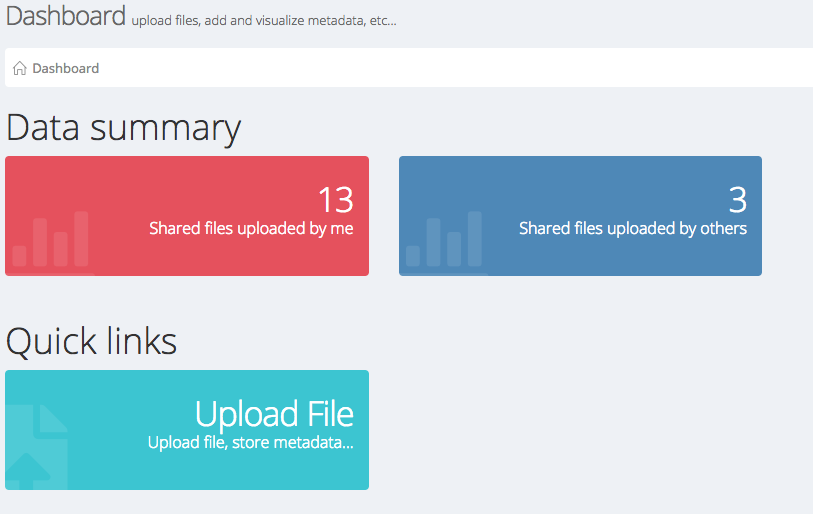 Dashboard upload files, add and visualize metadata, etc...
Dashboard
Data summary
13
Shared files uploaded by me
3
Shared files uploaded by others
Quick links
Upload File
Upload file, store metadata...